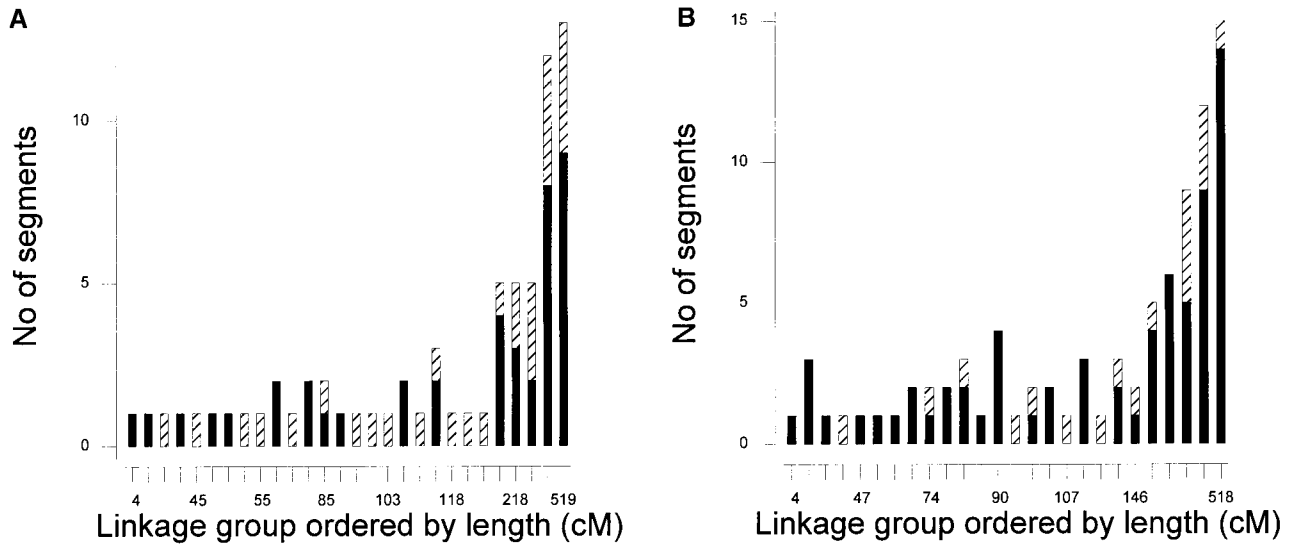 A
No of segments
10
5
0
4 45 55 85 103 118 218 519
Linkage group ordered by length (cM)
B
No of segments
15
10
5
0
4 47 74 90 107 146 518
Linkage group ordered by length (cM)